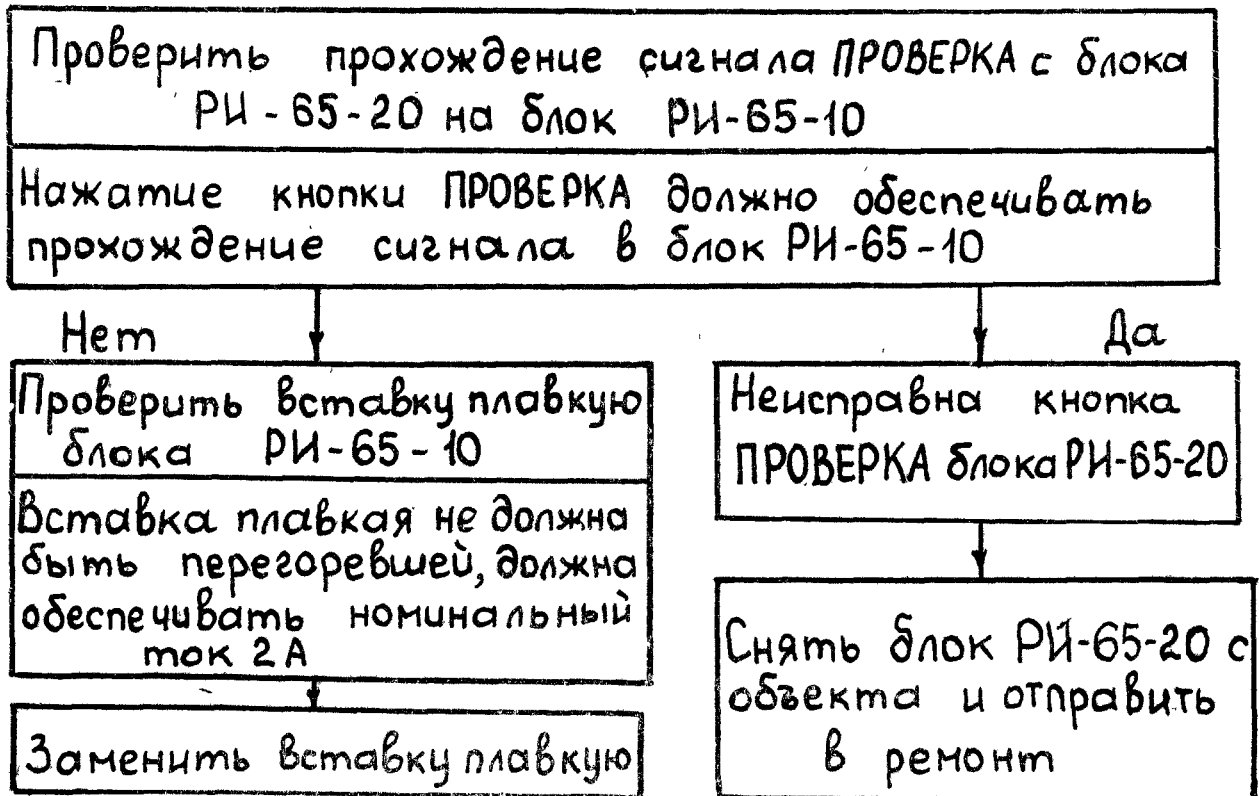 Проверить прохождение сигнала ПРОВЕРКА с блока
РИ-65-20 на блок РИ-65-10
Нажатие кнопки ПРОВЕРКА должно обеспечивать
прохождение сигнала в блок РИ-65-10
Нет
Проверить вставку плавкую
блока РИ-65-10
Вставка плавкая не должна
быть перегоревшей, должна
обеспечивать номинальный
ток 2 А
Заменить вставку плавкую
Да
Неисправна кнопка
ПРОВЕРКА блока РИ-65-20
Снять блок РИ-65-20 с
объекта и отправить
в ремонт